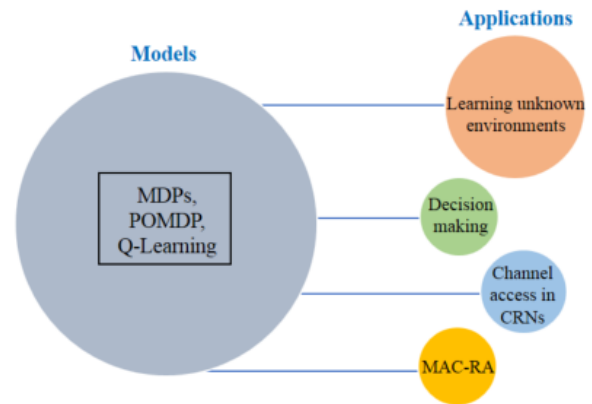 Applications
Models
Learning unknown
environments
MDPs,
POMDP,
Q-Learning
Decision
making
Channel
access in
CRNs
MAC-RA